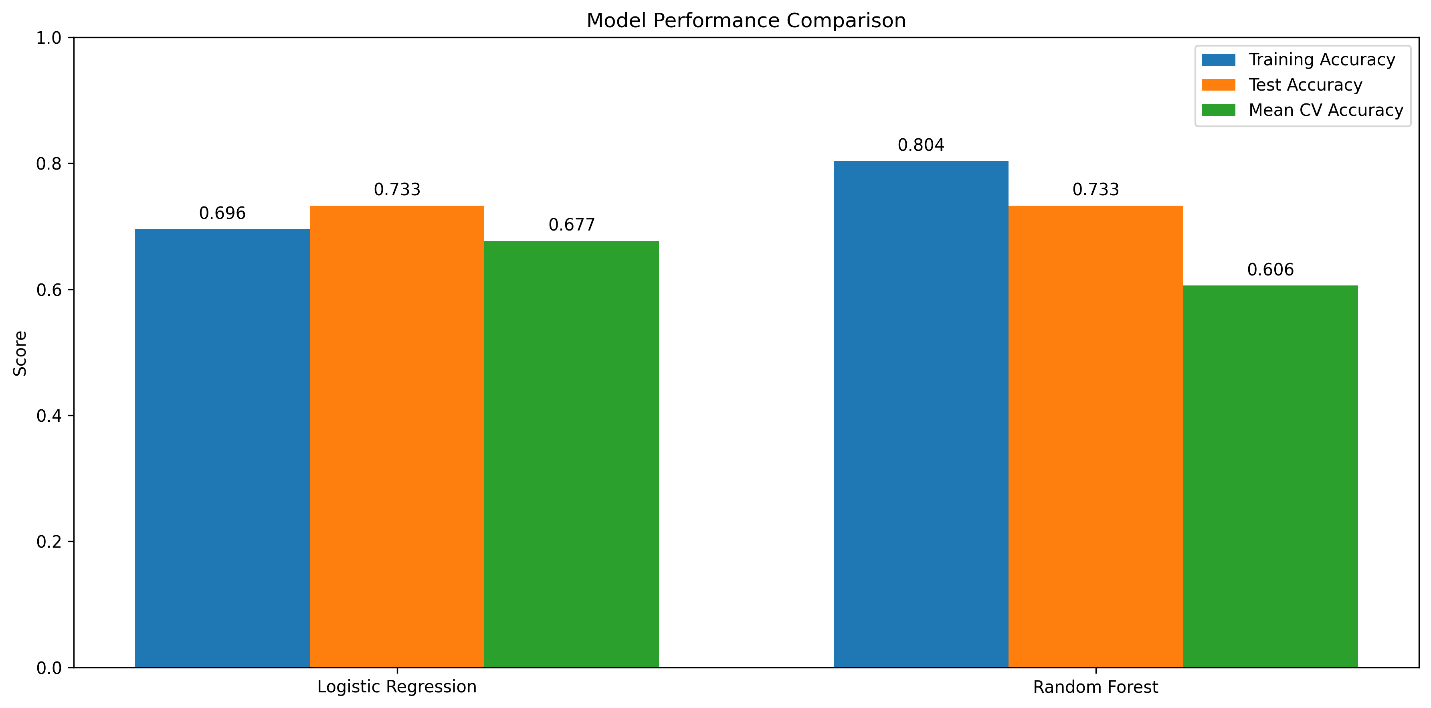 Model Performance Comparison
1.0
0.8
0.6
0.4
0.2
0.0
Score
Training Accuracy
Test Accuracy
Mean CV Accuracy
0.696
0.733
0.677
0.804
0.733
0.606
Logistic Regression
Random Forest